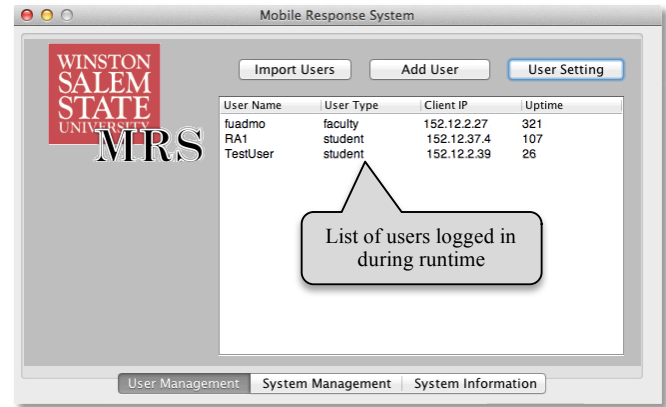 Mobile Response System
WINSTON
SALEM
STATE
UNIVERSITY
MRS
Import Users
Add User
User Setting
User Name User Type Client IP Uptime
fuadmo faculty 152.12.2.27 321
RA1 student 152.12.37.4 107
TestUser student 152.12.2.39 26
List of users logged in
during runtime
User Management System Management System Information